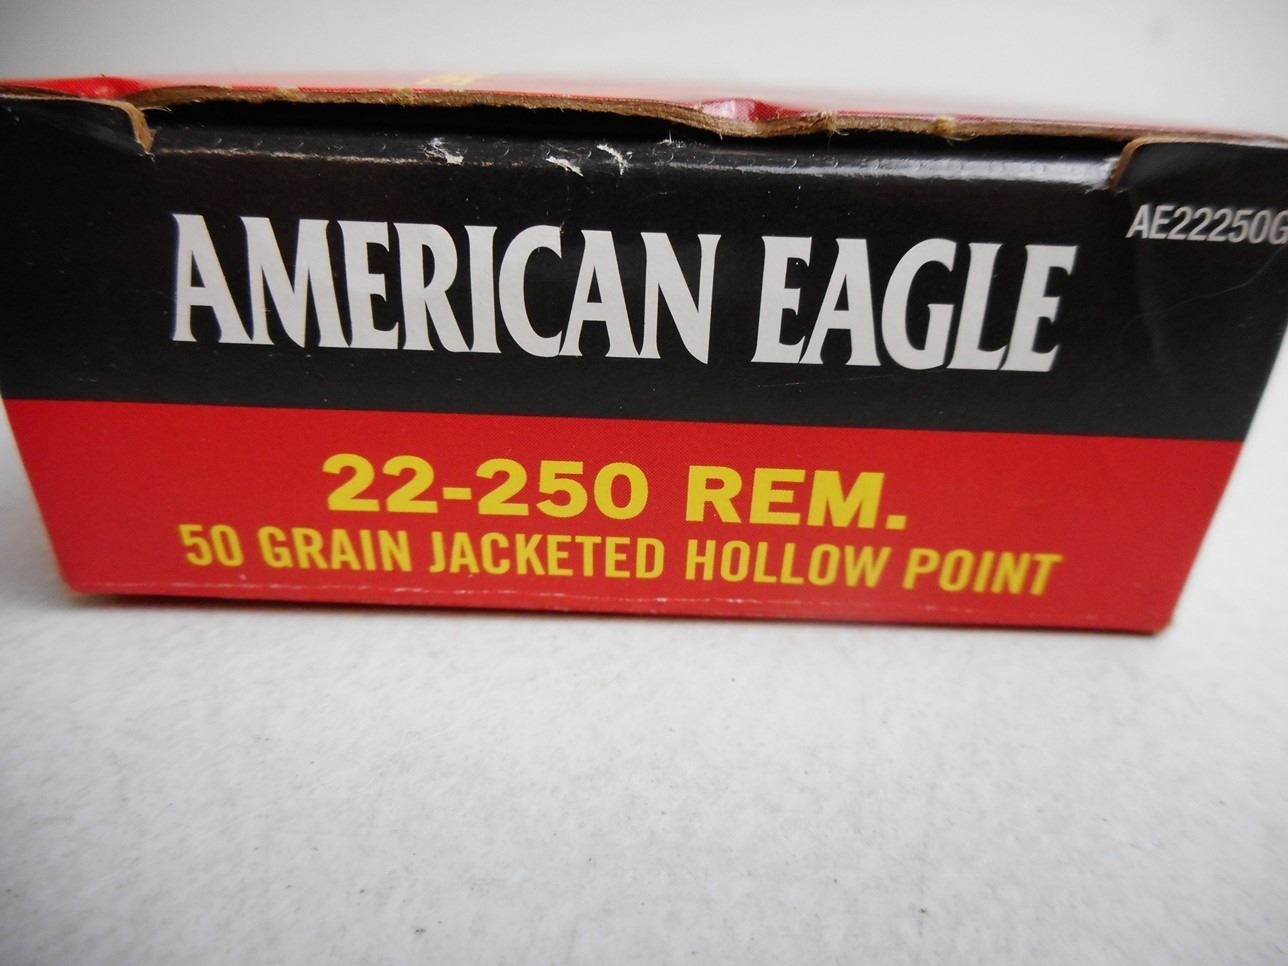 AMERICAN EAGLE
AE22250G
22-250 REM.
50 GRAIN JACKETED HOLLOW POINT